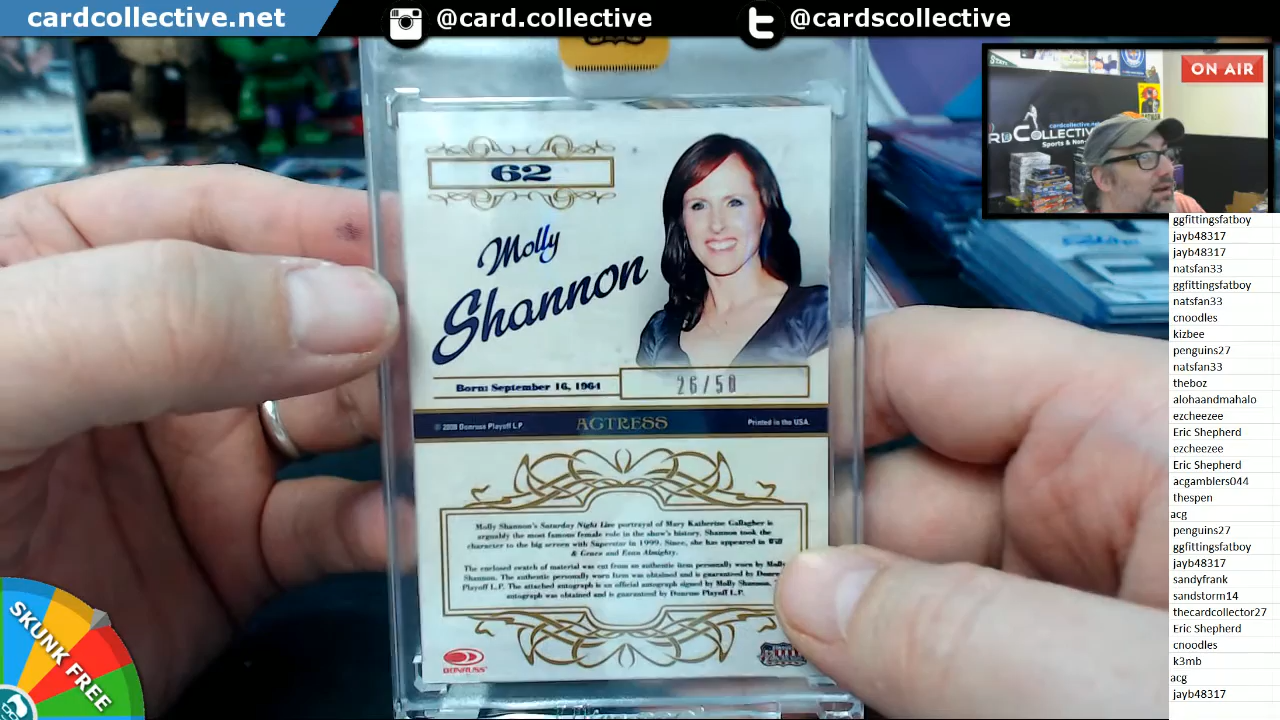 cardcollective.net
@card.collective
@cardscollective
ON AIR
cardcollective.net
Sports & Non-
62
Molly
Shannon
Born: September 16, 1964
26/50
© 2008 Donruss Playoff L.P.
ACTRESS
Printed in the USA
Molly Shannon's Saturday Night Live portrayal of Mary Katherine Gallagher is
arguably the most famous female role in the show's history. Shannon took the
character to the big screen with Superstar in 1999. Since, she has appeared in Will
& Grace and Evan Almighty.
The enclosed swatch of material was cut from an authentic item personally worn by Molly
Shannon. The authentic personally worn item was obtained and is guaranteed by Donruss
Playoff L.P. The attached autograph is an official autograph signed by Molly Shannon.
autograph was obtained and is guaranteed by Donruss Playoff L.P.
DONRUSS
SKUNK FREE
ggfittingsfatboy
jayb48317
jayb48317
natsfan33
ggfittingsfatboy
natsfan33
cnoodles
kizbee
penguins27
natsfan33
theboz
alohaandmahalo
ezcheezee
Eric Shepherd
ezcheezee
Eric Shepherd
acgamblers044
thespen
acg
penguins27
ggfittingsfatboy
jayb48317
sandyfrank
sandstorm14
thecardcollector27
Eric Shepherd
cnoodles
k3mb
acg
jayb48317